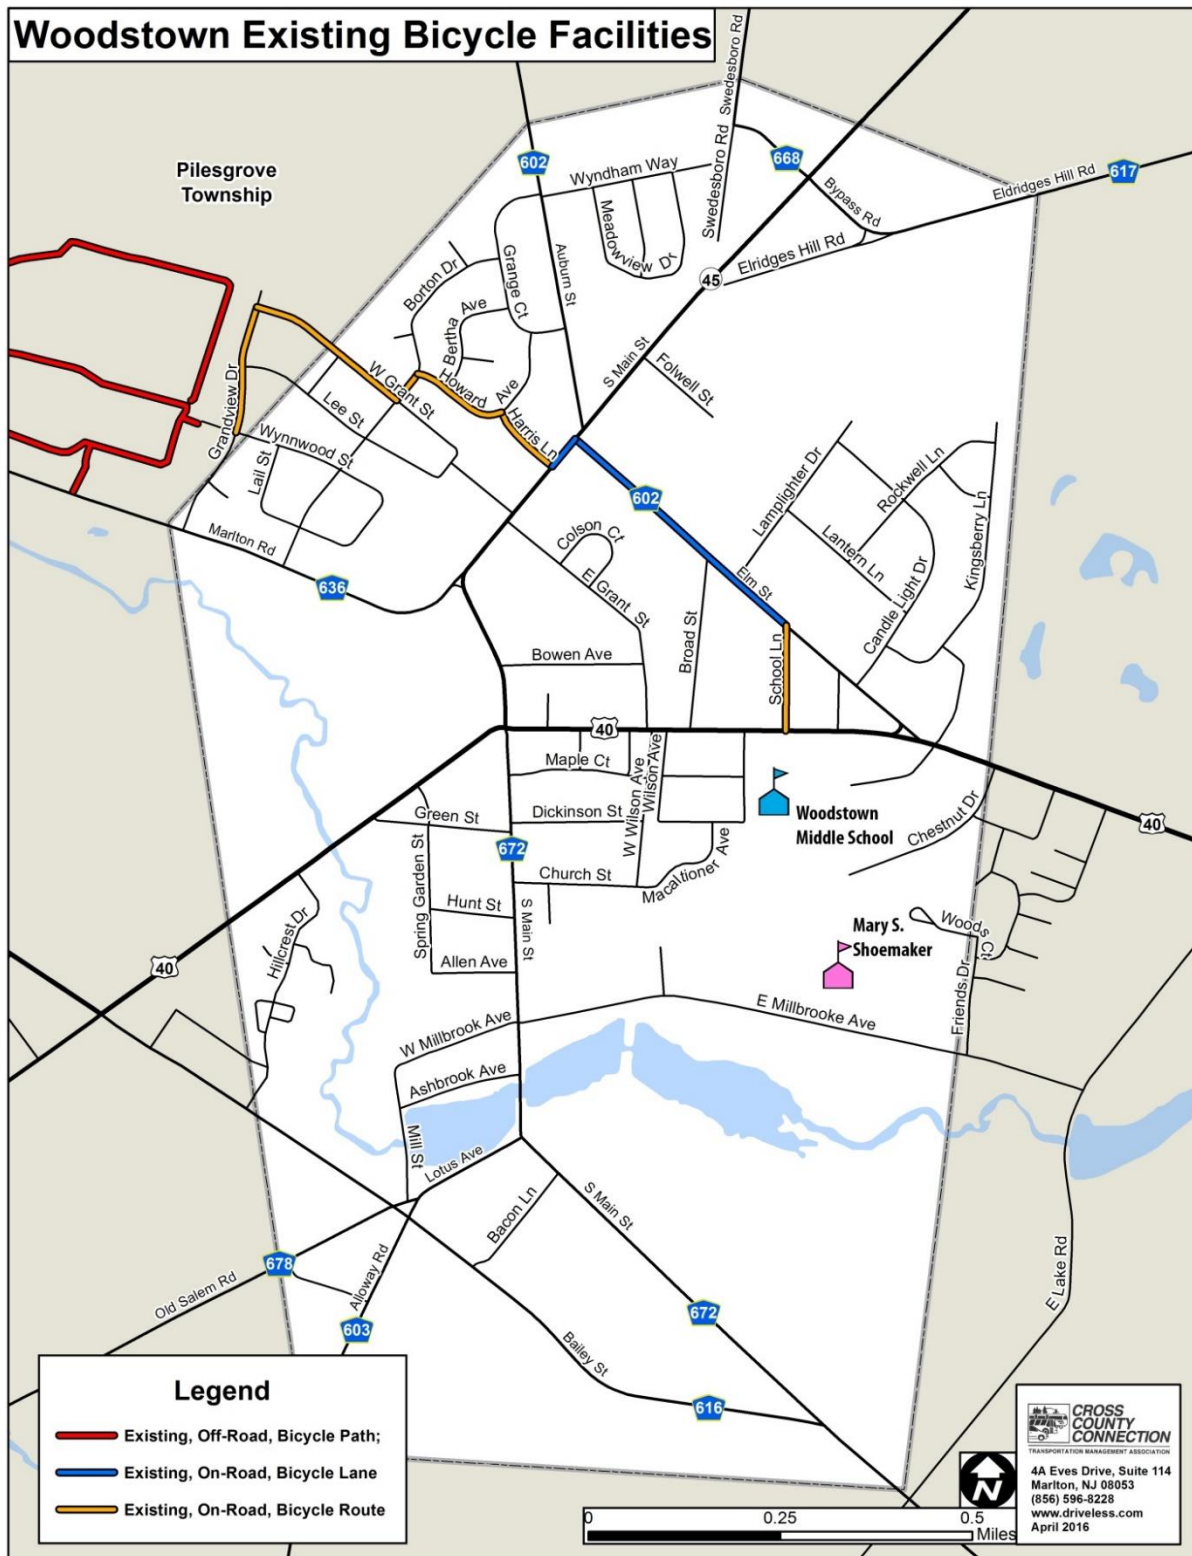 Woodstown Existing Bicycle Facilities
Pilesgrove
Township
602
Wyndham Way
Swedesboro Rd
Swedesboro Rd
668
Bypass Rd
Eldridges Hill Rd
617
Meadowview Dr
Elridges Hill Rd
45
Grange Ct
Auburn St
Borton Dr
Bertha Ave
S Main St
Folwell St
Howard Ave
Harris Ln
W Grant St
Grandview Dr
Lee St
Wynnwood St
Lail St
Marlton Rd
636
602
Lamplighter Dr
Rockwell Ln
Lantern Ln
Kingsberry Ln
Candle Light Dr
Colson Ct
E Grant St
Elm St
Broad St
School Ln
Bowen Ave
40
Maple Ct
W Wilson Ave
Wilson Ave
Dickinson St
Green St
672
Woodstown
Middle School
Chestnut Dr
40
Spring Garden St
Church St
Macaltioner Ave
Hunt St
S Main St
Hillcrest Dr
Allen Ave
40
Mary S.
Shoemaker
Woods Ct
Friends Dr
E Millbrooke Ave
W Millbrook Ave
Ashbrook Ave
Mill St
Lotus Ave
Bacon Ln
S Main St
678
Old Salem Rd
Alloway Rd
603
672
E Lake Rd
Bailey St
616
Legend
Existing, Off-Road, Bicycle Path;
Existing, On-Road, Bicycle Lane
Existing, On-Road, Bicycle Route
N
0 0.25 0.5
Miles
CROSS
COUNTY
CONNECTION
TRANSPORTATION MANAGEMENT ASSOCIATION
4A Eves Drive, Suite 114
Marlton, NJ 08053
(856) 596-8228
www.driveless.com
April 2016